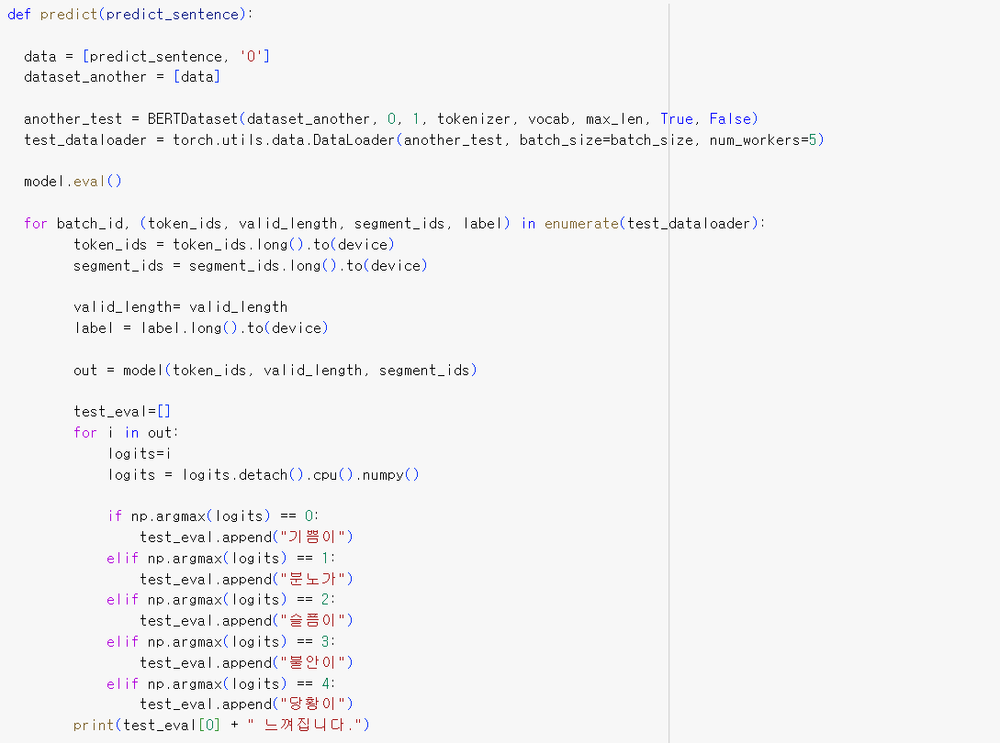 def predict(predict_sentence):
data = [predict_sentence, '0']
dataset_another = [data]
another_test = BERTDataset(dataset_another, 0, 1, tokenizer, vocab, max_len, True, False)
test_dataloader = torch.utils.data.DataLoader(another_test, batch_size=batch_size, num_workers=5)
model.eval()
for batch_id, (token_ids, valid_length, segment_ids, label) in enumerate(test_dataloader):
token_ids = token_ids.long().to(device)
segment_ids = segment_ids.long().to(device)
valid_length= valid_length
label = label.long().to(device)
out = model(token_ids, valid_length, segment_ids)
test_eval=[]
for i in out:
logits=i
logits = logits.detach().cpu().numpy()
if np.argmax(logits) == 0:
test_eval.append("기쁨이")
elif np.argmax(logits) == 1:
test_eval.append("분노가")
elif np.argmax(logits) == 2:
test_eval.append("슬픔이")
elif np.argmax(logits) == 3:
test_eval.append("불안이")
elif np.argmax(logits) == 4:
test_eval.append("당황이")
print(test_eval[0] + " 느껴집니다.")